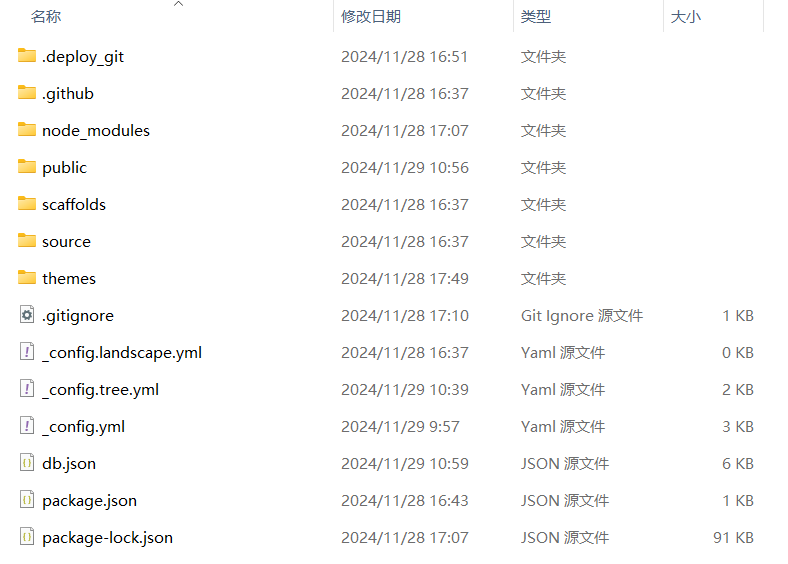 名称 修改日期 类型 大小
.deploy_git 2024/11/28 16:51 文件夹
.github 2024/11/28 16:37 文件夹
node_modules 2024/11/28 17:07 文件夹
public 2024/11/29 10:56 文件夹
scaffolds 2024/11/28 16:37 文件夹
source 2024/11/28 16:37 文件夹
themes 2024/11/28 17:49 文件夹
.gitignore 2024/11/28 17:10 Git Ignore 源文件 1 KB
_config.landscape.yml 2024/11/28 16:37 Yaml 源文件 0 KB
_config.tree.yml 2024/11/29 10:39 Yaml 源文件 2 KB
_config.yml 2024/11/29 9:57 Yaml 源文件 3 KB
db.json 2024/11/29 10:59 JSON 源文件 6 KB
package.json 2024/11/28 16:43 JSON 源文件 1 KB
package-lock.json 2024/11/28 17:07 JSON 源文件 91 KB